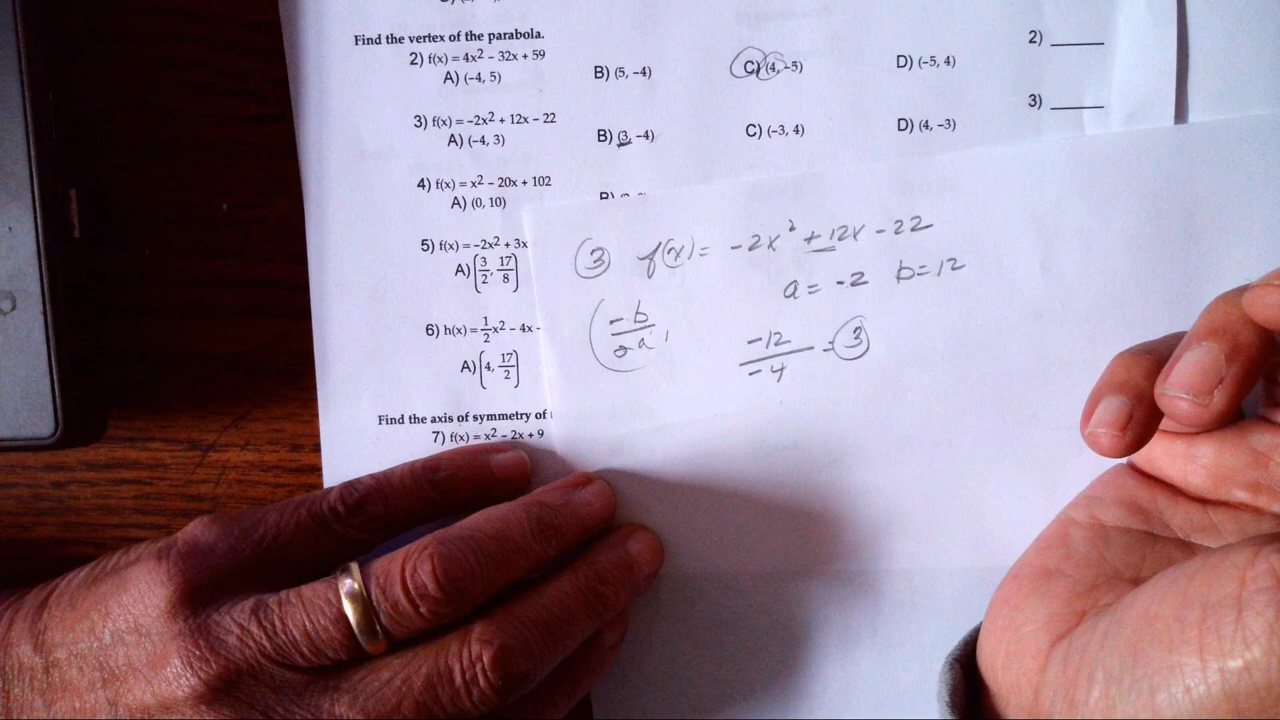 Find the vertex of the parabola.
2) f(x) = 4x² - 32x + 59
2) ______
A) (-4, 5) B) (5, -4) C) (4, -5) D) (-5, 4)
3) f(x) = -2x² + 12x - 22
3) ______
A) (-4, 3) B) (3, -4) C) (-3, 4) D) (4, -3)
4) f(x) = x² - 20x + 102
A) (0, 10)
5) f(x) = -2x² + 3x
A) (3/2, 17/8)
6) h(x) = 1/2x² - 4x -
A) (4, 17/2)
Find the axis of symmetry of
7) f(x) = x² - 2x + 9
3 f(x) = -2x² + 12x - 22
a = -2 b = 12
(-b/2a, -12/-4 = 3